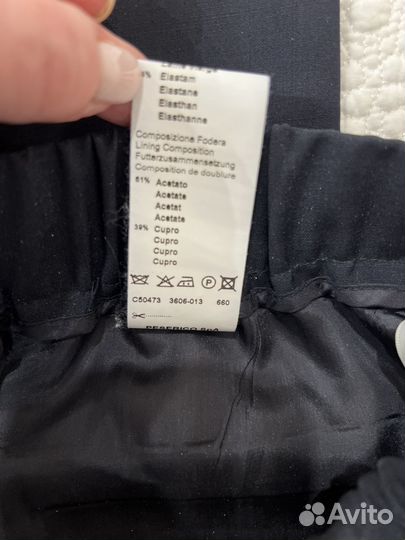 Elastam
Elastane
Elasthan
Elasthanne
Composizione Fodera
Lining Composition
Futterzusammensetzung
Composition de doublure
61% Acetato
Acetate
Acetat
Acetate
39% Cupro
Cupro
Cupro
Cupro
P
C50473 3606-013 660
Avito